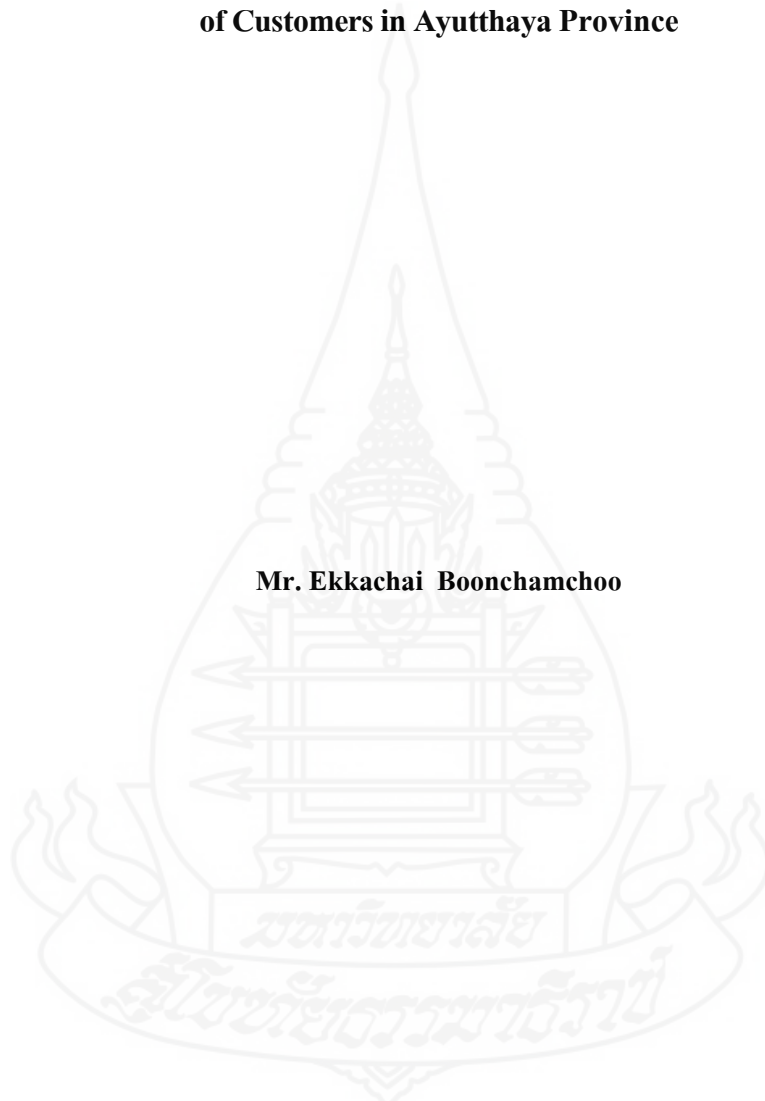 of Customers in Ayutthaya Province
Mr. Ekkachai Boonchamchoo
มหาวิทยาลัย
สุโขทัยธรรมาธิราช